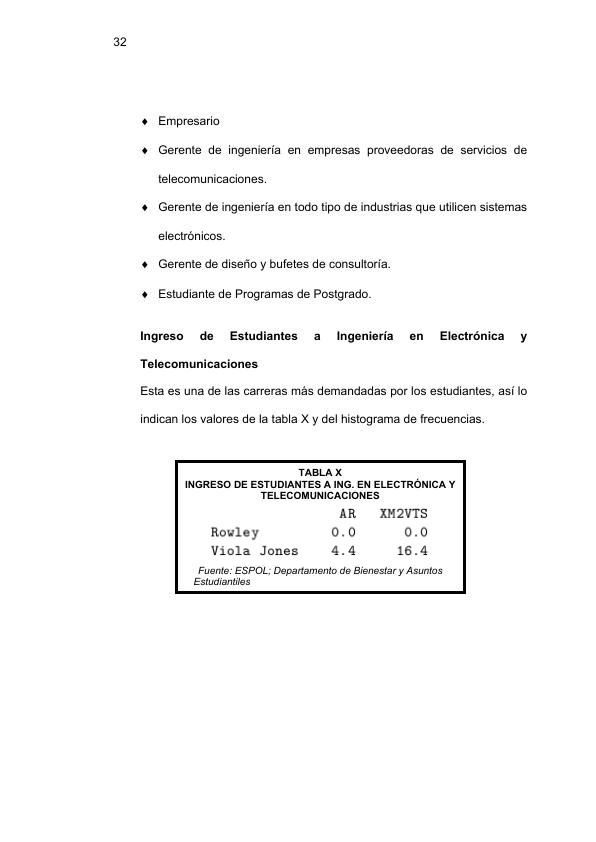 32
♦ Empresario
♦ Gerente de ingeniería en empresas proveedoras de servicios de
telecomunicaciones.
♦ Gerente de ingeniería en todo tipo de industrias que utilicen sistemas
electrónicos.
♦ Gerente de diseño y bufetes de consultoría.
♦ Estudiante de Programas de Postgrado.
Ingreso de Estudiantes a Ingeniería en Electrónica y
Telecomunicaciones
Esta es una de las carreras más demandadas por los estudiantes, así lo
indican los valores de la tabla X y del histograma de frecuencias.
TABLA X
INGRESO DE ESTUDIANTES A ING. EN ELECTRÓNICA Y
TELECOMUNICACIONES
AR XM2VTS
Rowley 0.0 0.0
Viola Jones 4.4 16.4
Fuente: ESPOL; Departamento de Bienestar y Asuntos
Estudiantiles